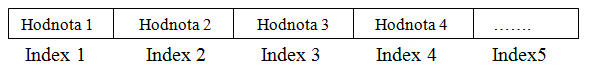 Hodnota 1 Hodnota 2 Hodnota 3 Hodnota 4 …….
Index 1 Index 2 Index 3 Index 4 Index5